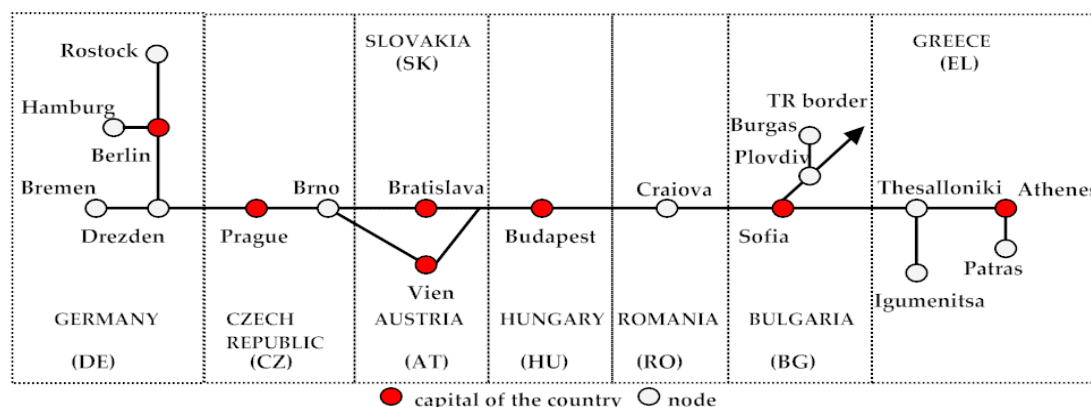 SLOVAKIA
(SK)
GREECE
(EL)
Rostock
Hamburg
Berlin
TR border
Burgas
Plovdiv
Bremen
Brno
Bratislava
Craiova
Thesalloniki
Athenes
Drezden
Prague
Budapest
Sofia
Patras
Vien
Igumenitsa
GERMANY
(DE)
CZECH
REPUBLIC
(CZ)
AUSTRIA
(AT)
HUNGARY
(HU)
ROMANIA
(RO)
BULGARIA
(BG)
capital of the country
node